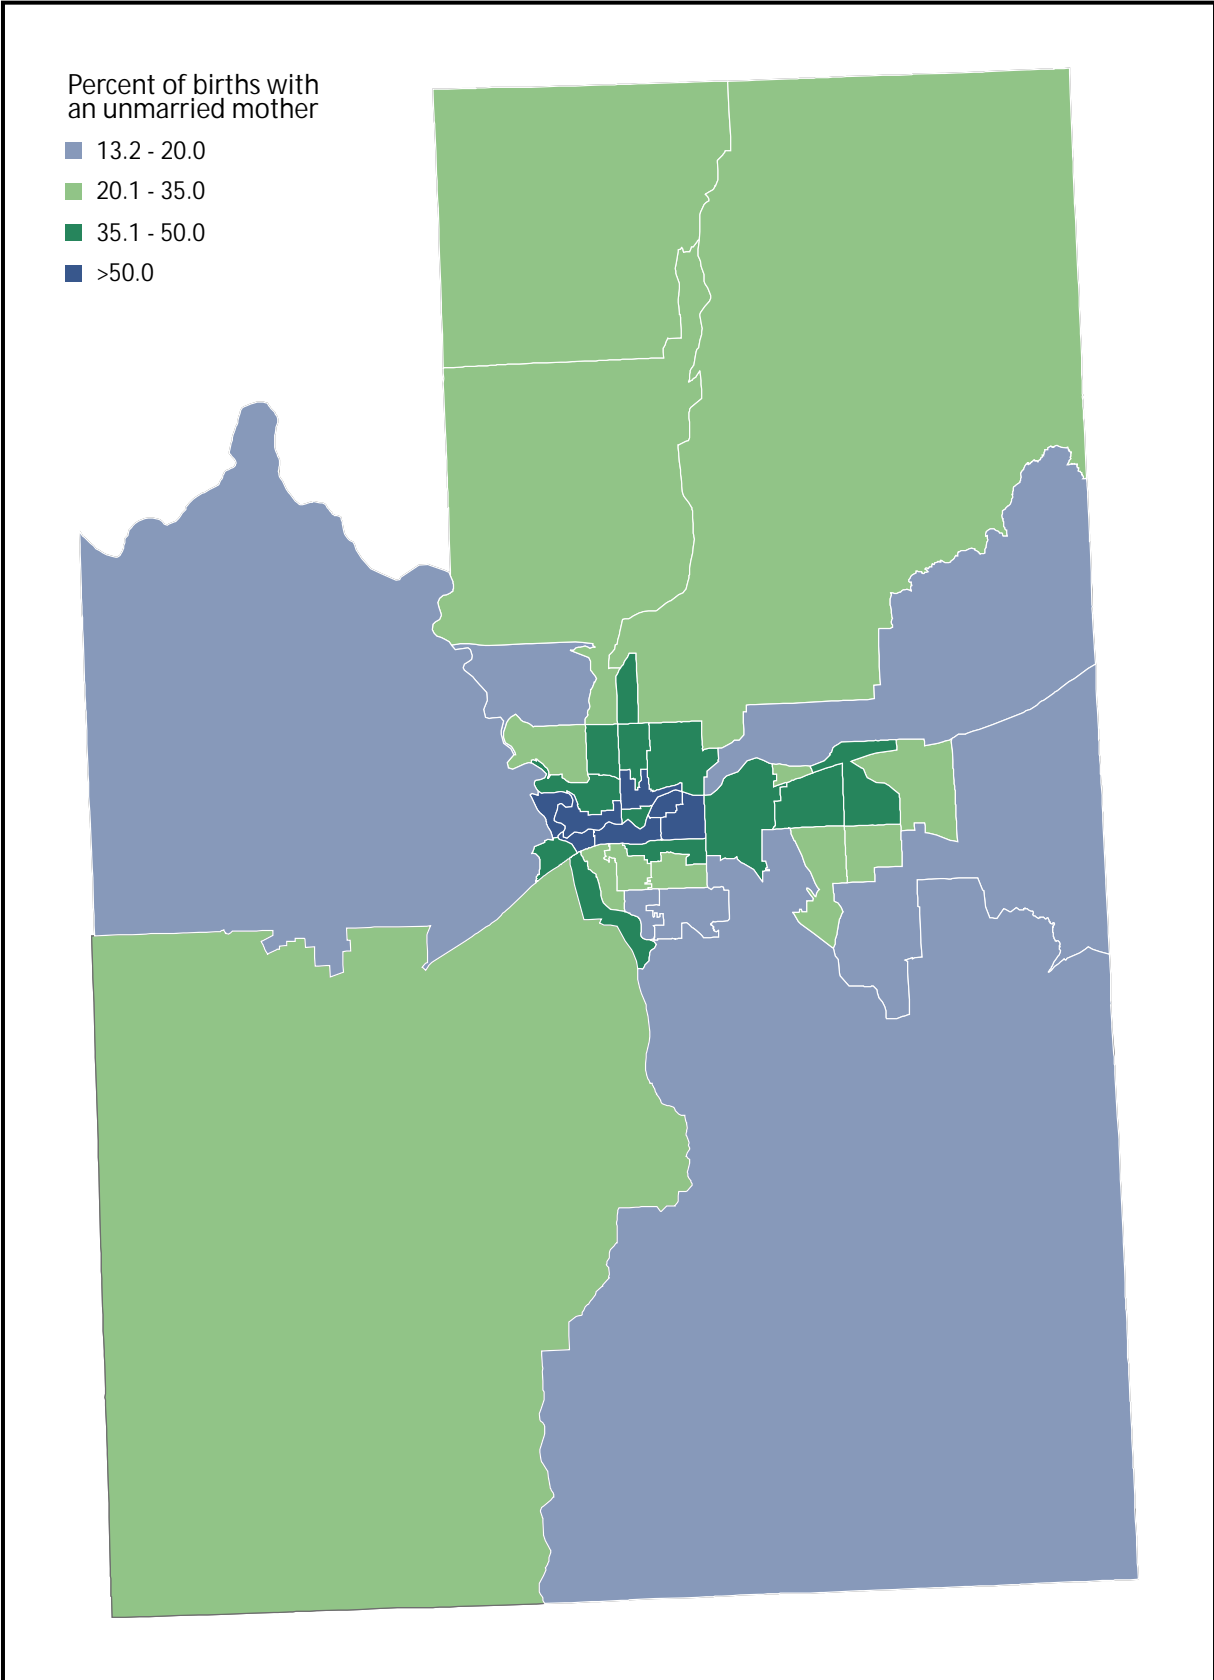 Percent of births with
an unmarried mother
13.2 - 20.0
20.1 - 35.0
35.1 - 50.0
>50.0